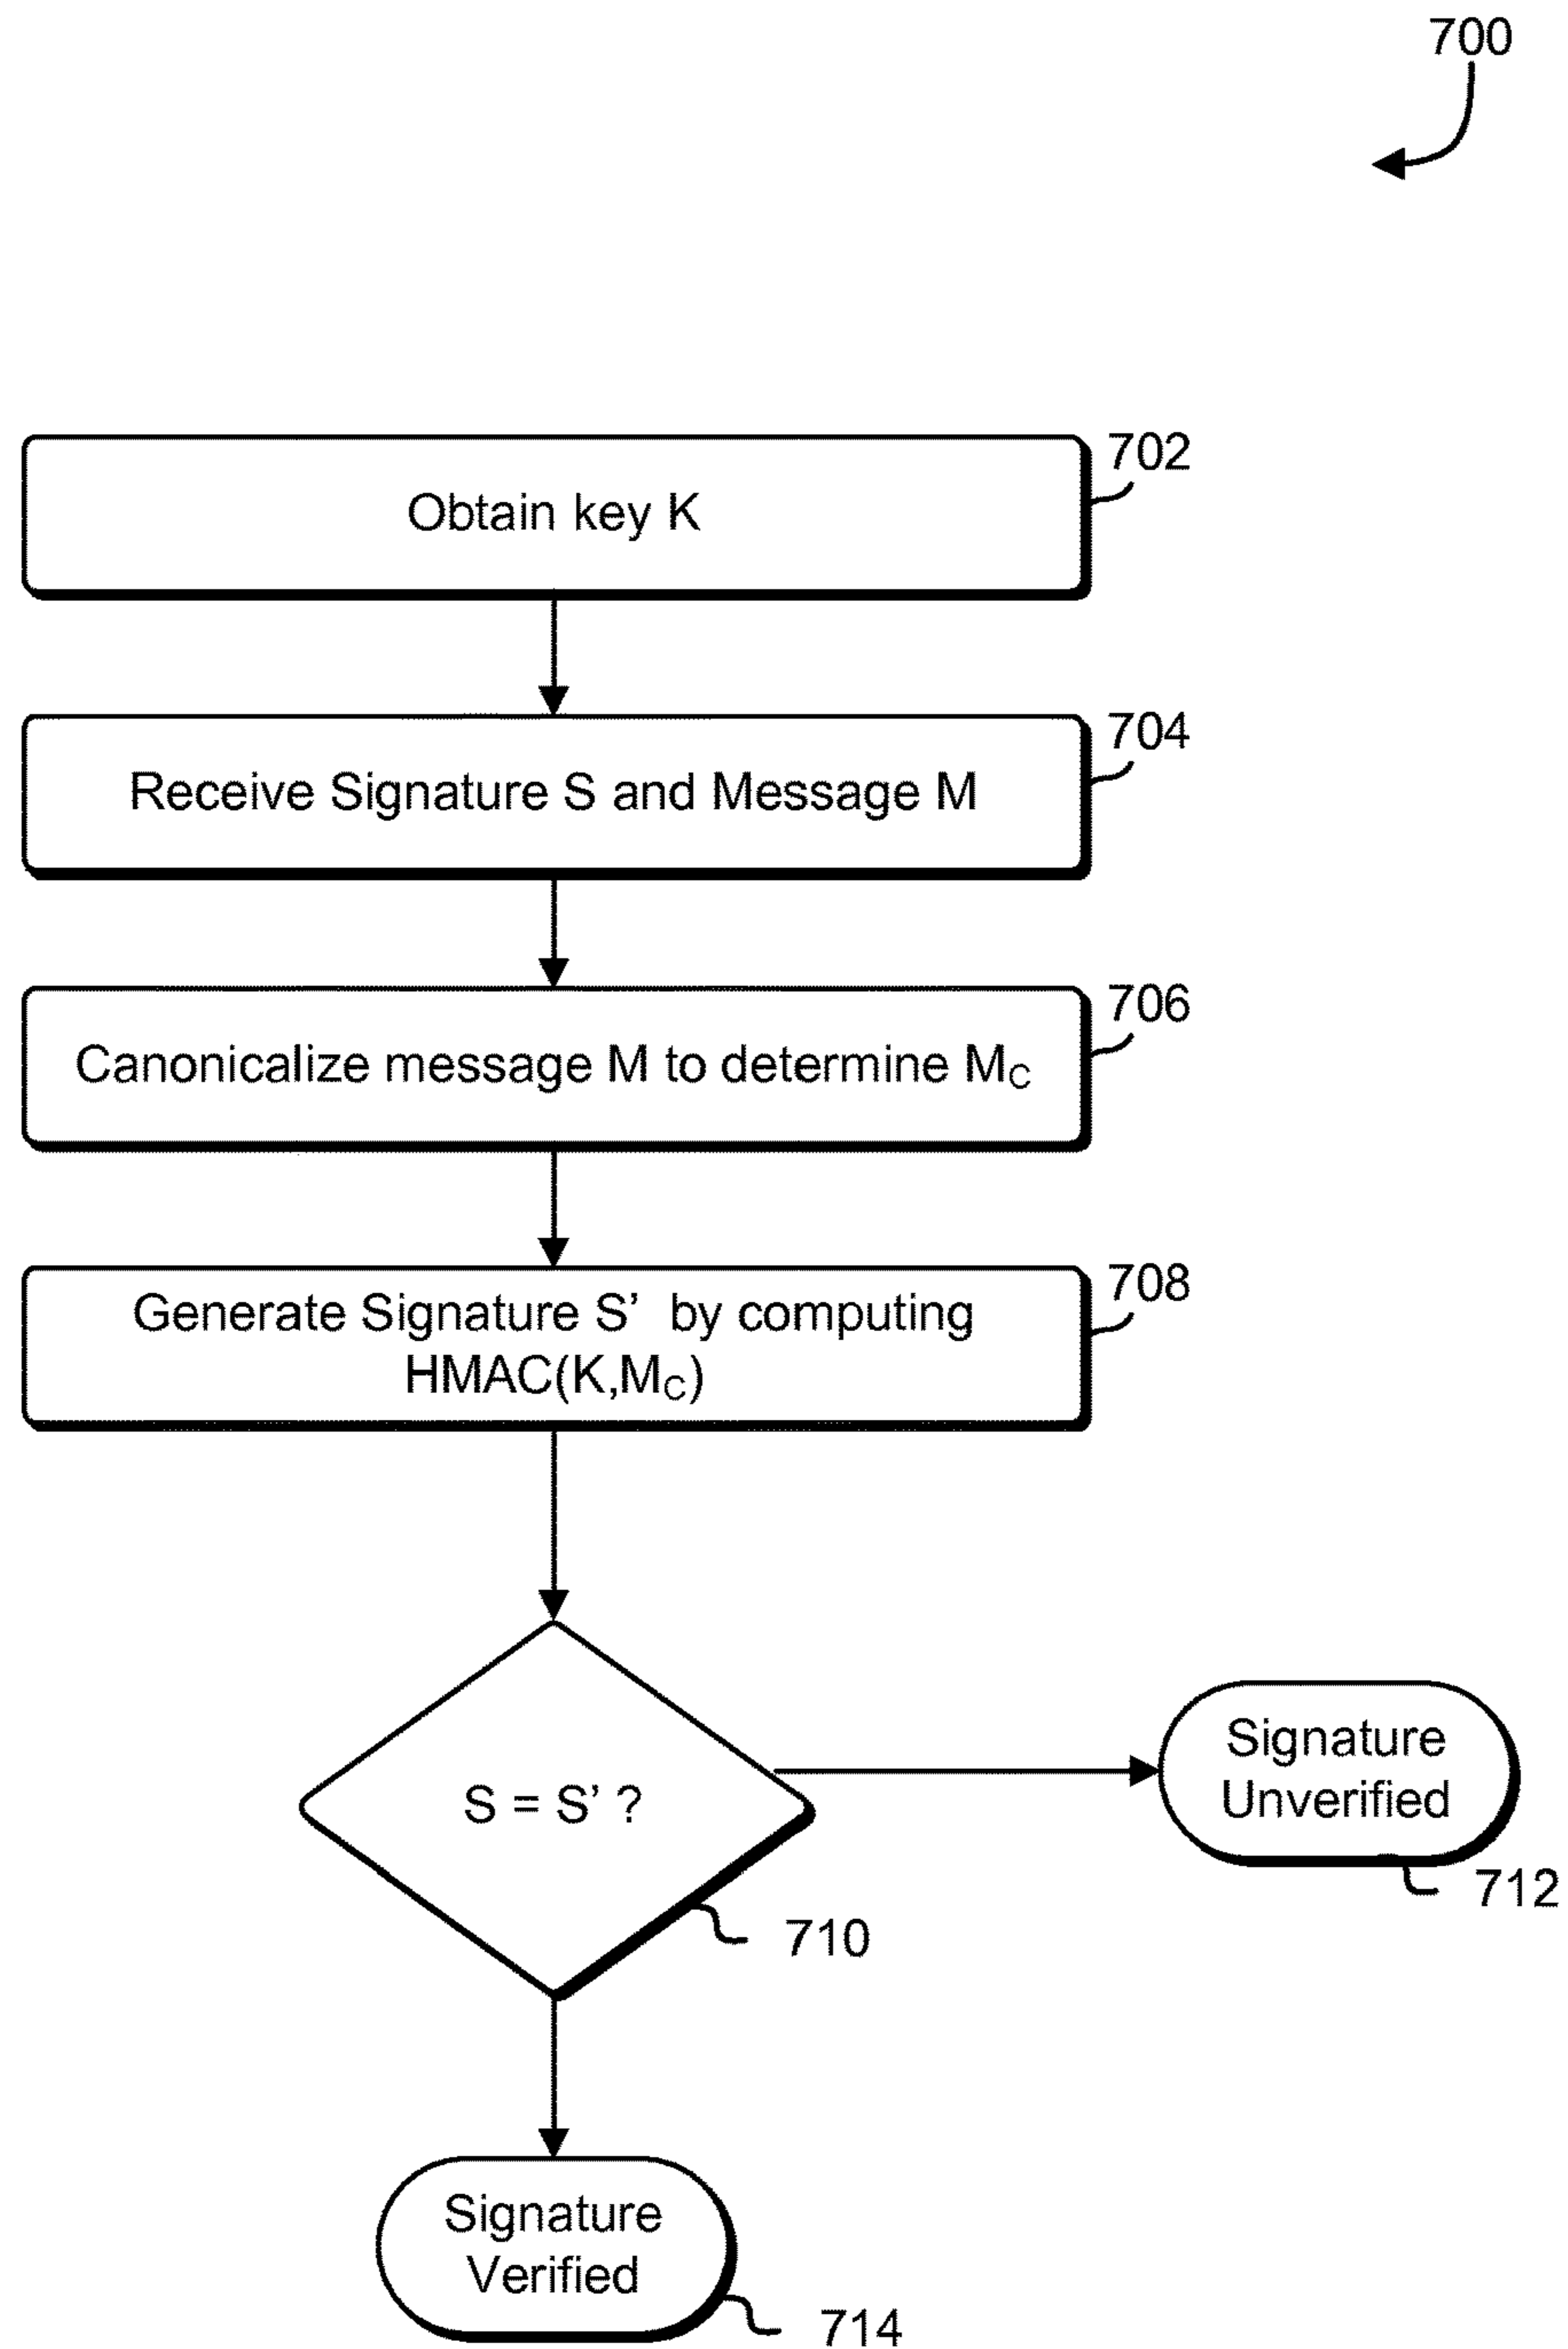 700
Obtain key K
702
Receive Signature S and Message M
704
Canonicalize message M to determine MC
706
Generate Signature S’ by computing
HMAC(K,MC)
708
S = S’ ?
710
Signature
Unverified
712
Signature
Verified
714